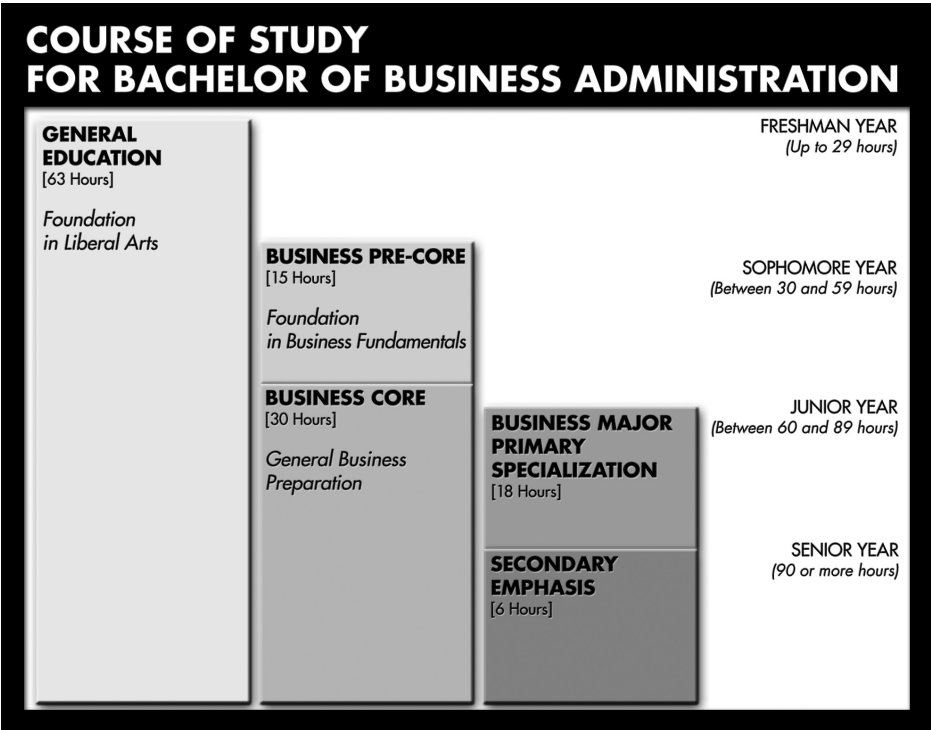 COURSE OF STUDY
FOR BACHELOR OF BUSINESS ADMINISTRATION
GENERAL
EDUCATION
[63 Hours]
Foundation
in Liberal Arts
BUSINESS PRE-CORE
[15 Hours]
Foundation
in Business Fundamentals
BUSINESS CORE
[30 Hours]
General Business
Preparation
BUSINESS MAJOR
PRIMARY
SPECIALIZATION
[18 Hours]
SECONDARY
EMPHASIS
[6 Hours]
FRESHMAN YEAR
(Up to 29 hours)
SOPHOMORE YEAR
(Between 30 and 59 hours)
JUNIOR YEAR
(Between 60 and 89 hours)
SENIOR YEAR
(90 or more hours)